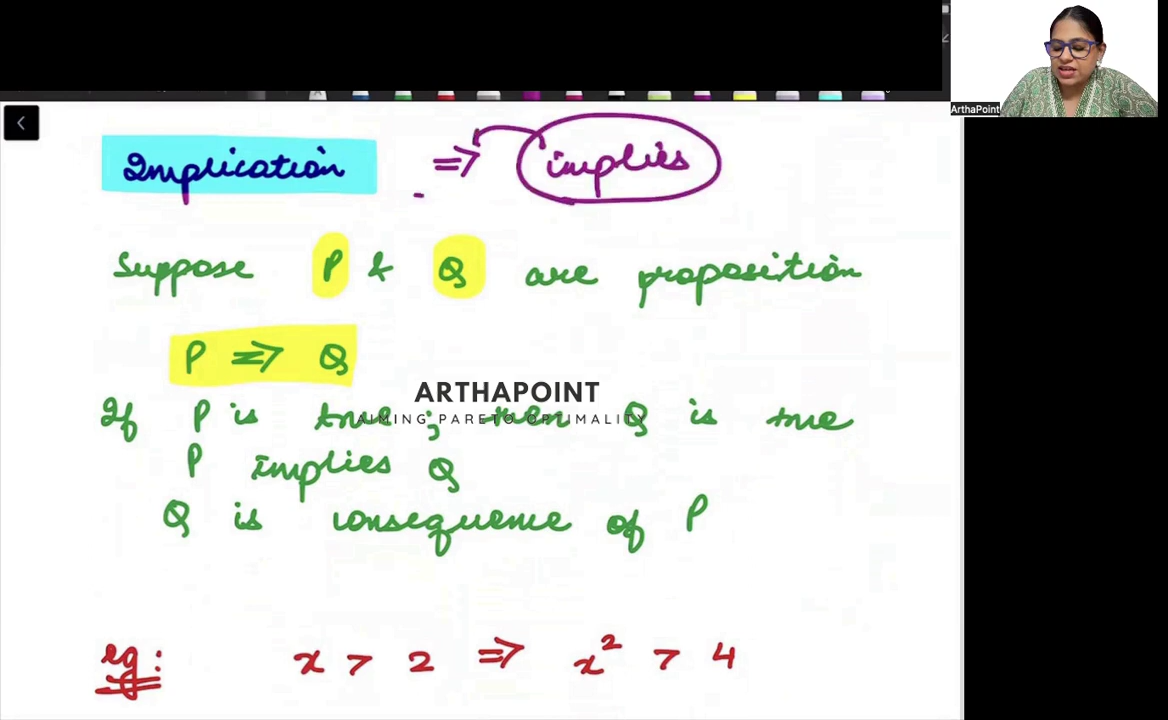 ArthaPoint
Implication => implies
Suppose P & Q are proposition
P => Q
ARTHAPOINT
AIMING PARETO OPTIMALITY
If P is true; then Q is true
P implies Q
Q is consequence of P
eg: x > 2 => x² > 4